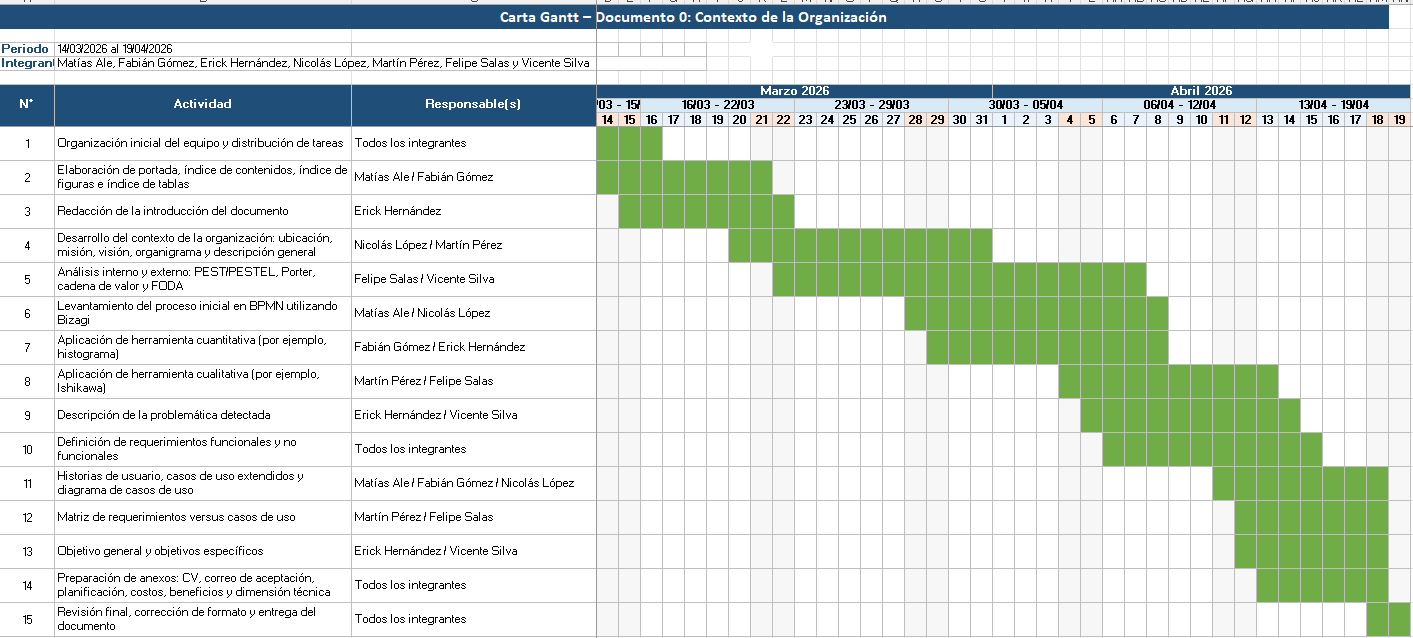 Carta Gantt – Documento 0: Contexto de la Organización
Periodo 14/03/2026 al 19/04/2026
Integrant Matías Ale, Fabián Gómez, Erick Hernández, Nicolás López, Martín Pérez, Felipe Salas y Vicente Silva
N° Actividad Responsable(s) Marzo 2026 Abril 2026
/03 - 15/ 16/03 - 22/03 23/03 - 29/03 30/03 - 05/04 06/04 - 12/04 13/04 - 19/04
14 15 16 17 18 19 20 21 22 23 24 25 26 27 28 29 30 31 1 2 3 4 5 6 7 8 9 10 11 12 13 14 15 16 17 18 19
1 Organización inicial del equipo y distribución de tareas Todos los integrantes
2 Elaboración de portada, índice de contenidos, índice de
figuras e índice de tablas Matías Ale / Fabián Gómez
3 Redacción de la introducción del documento Erick Hernández
4 Desarrollo del contexto de la organización: ubicación,
misión, visión, organigrama y descripción general Nicolás López / Martín Pérez
5 Análisis interno y externo: PEST/PESTEL, Porter,
cadena de valor y FODA Felipe Salas / Vicente Silva
6 Levantamiento del proceso inicial en BPMN utilizando
Bizagi Matías Ale / Nicolás López
7 Aplicación de herramienta cuantitativa (por ejemplo,
histograma) Fabián Gómez / Erick Hernández
8 Aplicación de herramienta cualitativa (por ejemplo,
Ishikawa) Martín Pérez / Felipe Salas
9 Descripción de la problemática detectada Erick Hernández / Vicente Silva
10 Definición de requerimientos funcionales y no
funcionales Todos los integrantes
11 Historias de usuario, casos de uso extendidos y
diagrama de casos de uso Matías Ale / Fabián Gómez / Nicolás López
12 Matriz de requerimientos versus casos de uso Martín Pérez / Felipe Salas
13 Objetivo general y objetivos específicos Erick Hernández / Vicente Silva
14 Preparación de anexos: CV, correo de aceptación,
planificación, costos, beneficios y dimensión técnica Todos los integrantes
15 Revisión final, corrección de formato y entrega del
documento Todos los integrantes